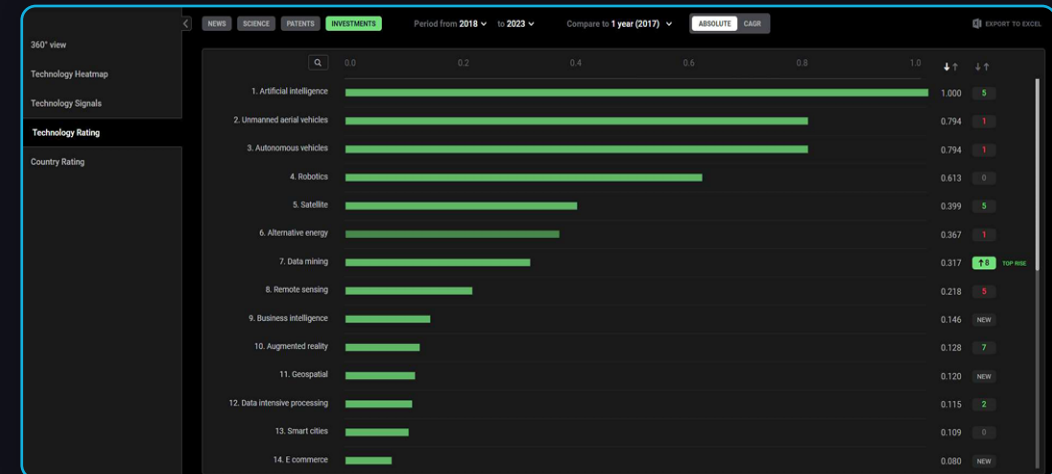 NEWS SCIENCE PATENTS INVESTMENTS Period from 2018 to 2023 Compare to 1 year (2017) ABSOLUTE CAGR EXPORT TO EXCEL
360° view
Technology Heatmap
Technology Signals
Technology Rating
Country Rating
0.0 0.2 0.4 0.6 0.8 1.0
1. Artificial intelligence 1.000 5
2. Unmanned aerial vehicles 0.794 1
3. Autonomous vehicles 0.794 1
4. Robotics 0.613 0
5. Satellite 0.399 5
6. Alternative energy 0.367 1
7. Data mining 0.317 ↑8 TOP RISE
8. Remote sensing 0.218 5
9. Business intelligence 0.146 NEW
10. Augmented reality 0.128 7
11. Geospatial 0.120 NEW
12. Data intensive processing 0.115 2
13. Smart cities 0.109 0
14. E commerce 0.080 NEW